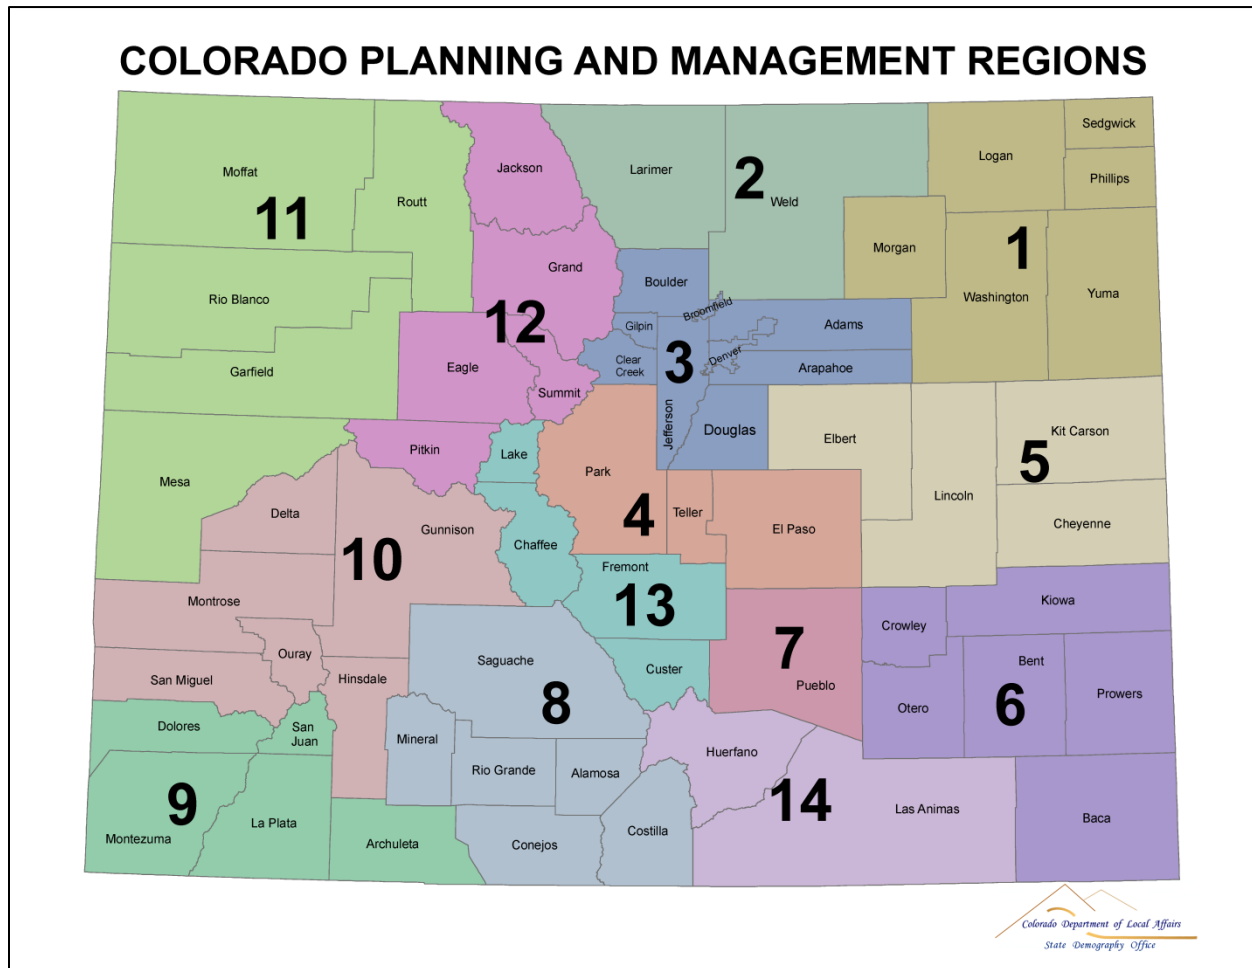 COLORADO PLANNING AND MANAGEMENT REGIONS
Sedgwick
Logan
Jackson
Larimer
2
Moffat
Phillips
Routt
Weld
11
Morgan
1
Grand
Boulder
Yuma
Washington
Rio Blanco
Broomfield
12
Gilpin
Adams
Denver
Clear
Creek
3
Eagle
Arapahoe
Garfield
Summit
Jefferson
Douglas
Elbert
Kit Carson
Pitkin
Lake
5
Park
Mesa
Lincoln
Delta
4
Teller
Cheyenne
Gunnison
El Paso
Chaffee
10
Fremont
Montrose
13
Kiowa
Crowley
Ouray
7
Saguache
Bent
Custer
San Miguel
Hinsdale
Pueblo
Prowers
8
6
Otero
Dolores
San
Juan
Mineral
Huerfano
Rio Grande
Alamosa
9
14
Las Animas
La Plata
Baca
Costilla
Montezuma
Archuleta
Conejos
Colorado Department of Local Affairs
State Demography Office